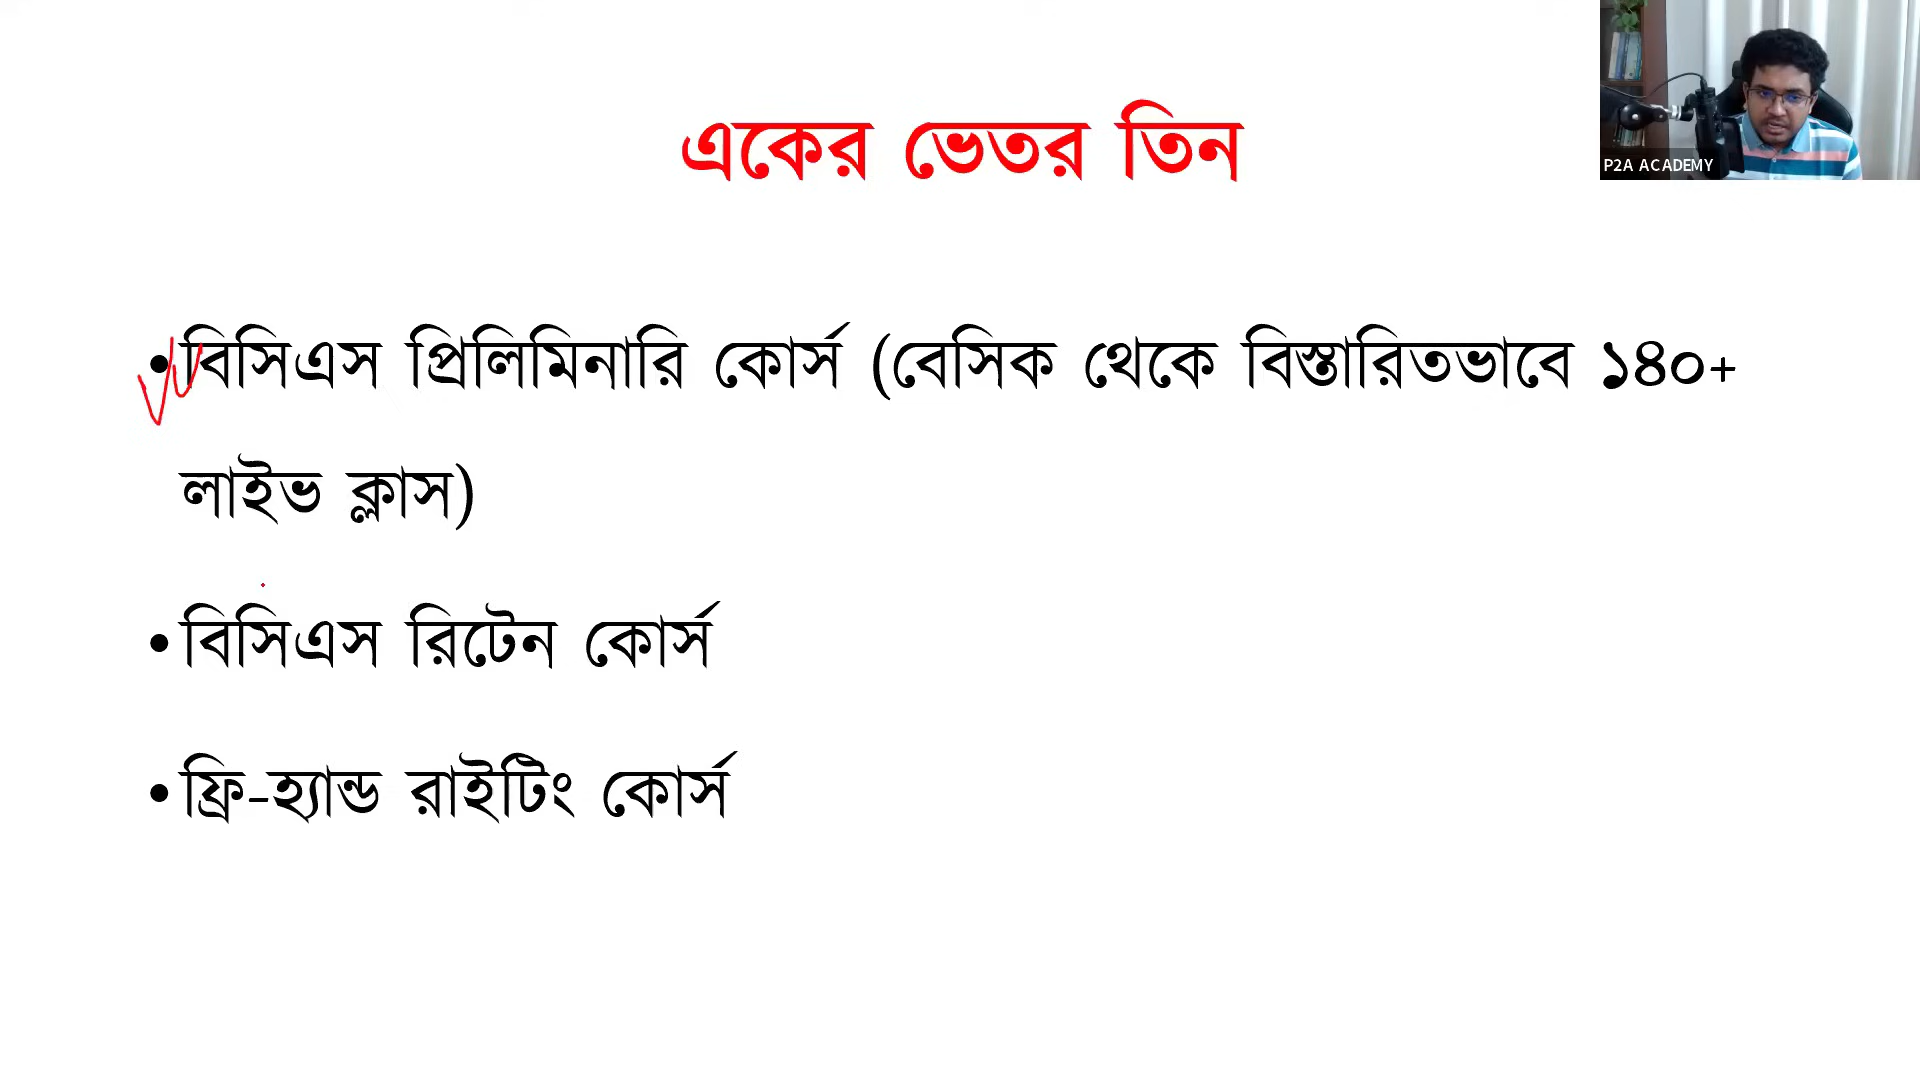 একের ভেতর তিন
P2A ACADEMY
•বিসিএস প্রিলিমিনারি কোর্স (বেসিক থেকে বিস্তারিতভাবে ১৪০+
লাইভ ক্লাস)
•বিসিএস রিটেন কোর্স
•ফ্রি-হ্যান্ড রাইটিং কোর্স